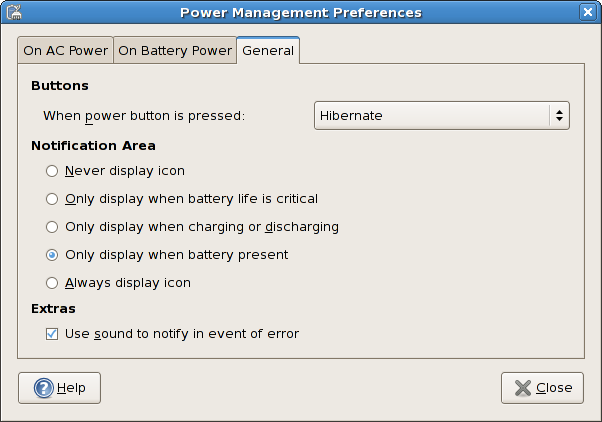 Power Management Preferences
On AC Power On Battery Power General
Buttons
When power button is pressed: Hibernate
Notification Area
Never display icon
Only display when battery life is critical
Only display when charging or discharging
Only display when battery present
Always display icon
Extras
Use sound to notify in event of error
Help Close